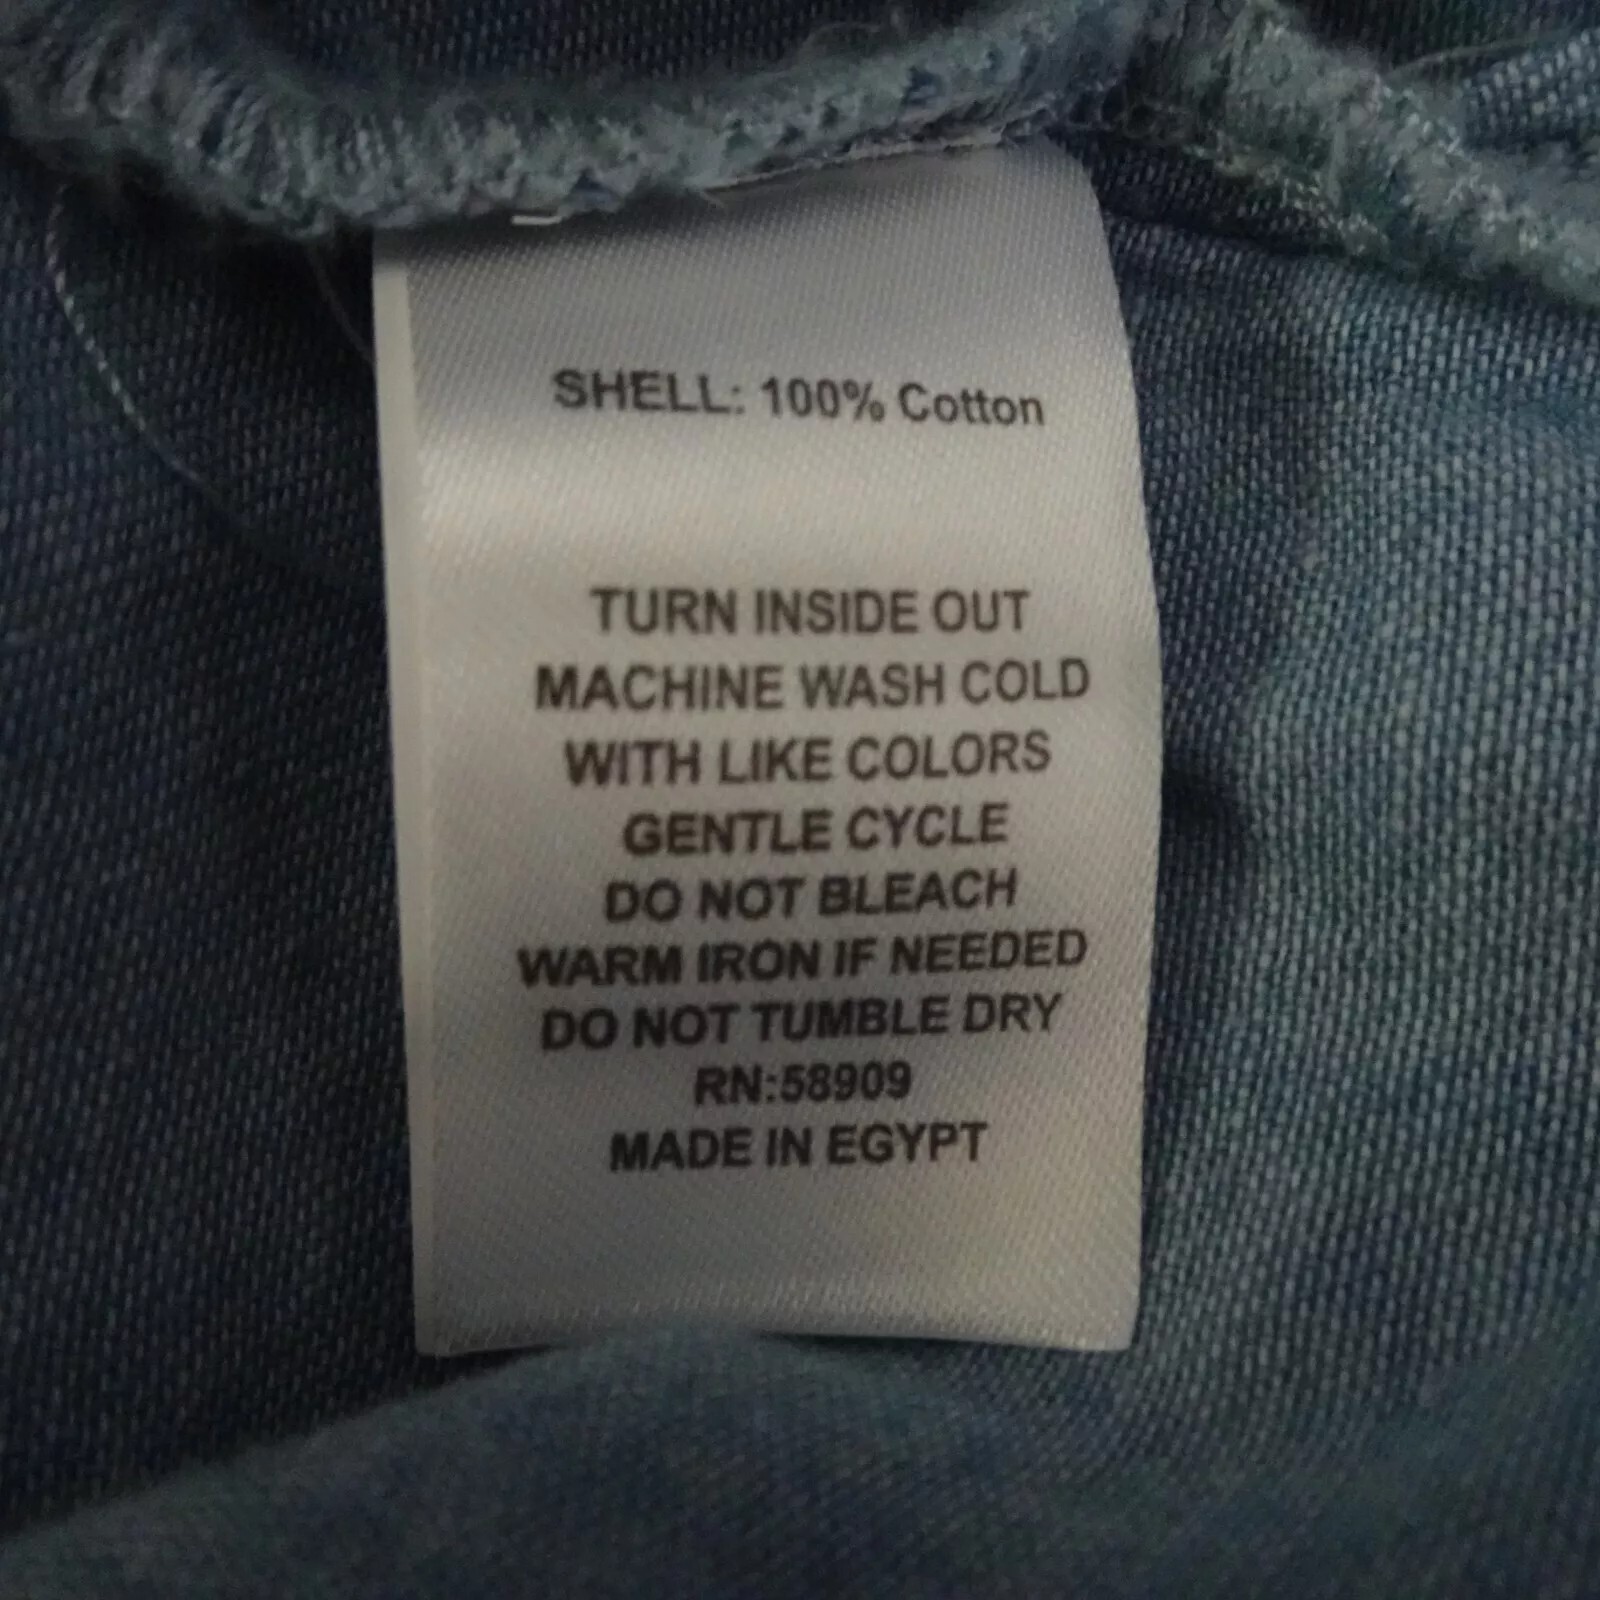 SHELL: 100% Cotton
TURN INSIDE OUT
MACHINE WASH COLD
WITH LIKE COLORS
GENTLE CYCLE
DO NOT BLEACH
WARM IRON IF NEEDED
DO NOT TUMBLE DRY
RN:58909
MADE IN EGYPT